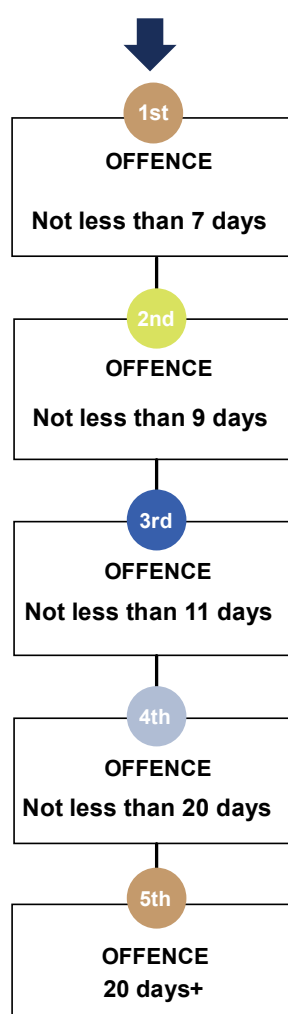 1st
OFFENCE
Not less than 7 days
2nd
OFFENCE
Not less than 9 days
3rd
OFFENCE
Not less than 11 days
4th
OFFENCE
Not less than 20 days
5th
OFFENCE
20 days+